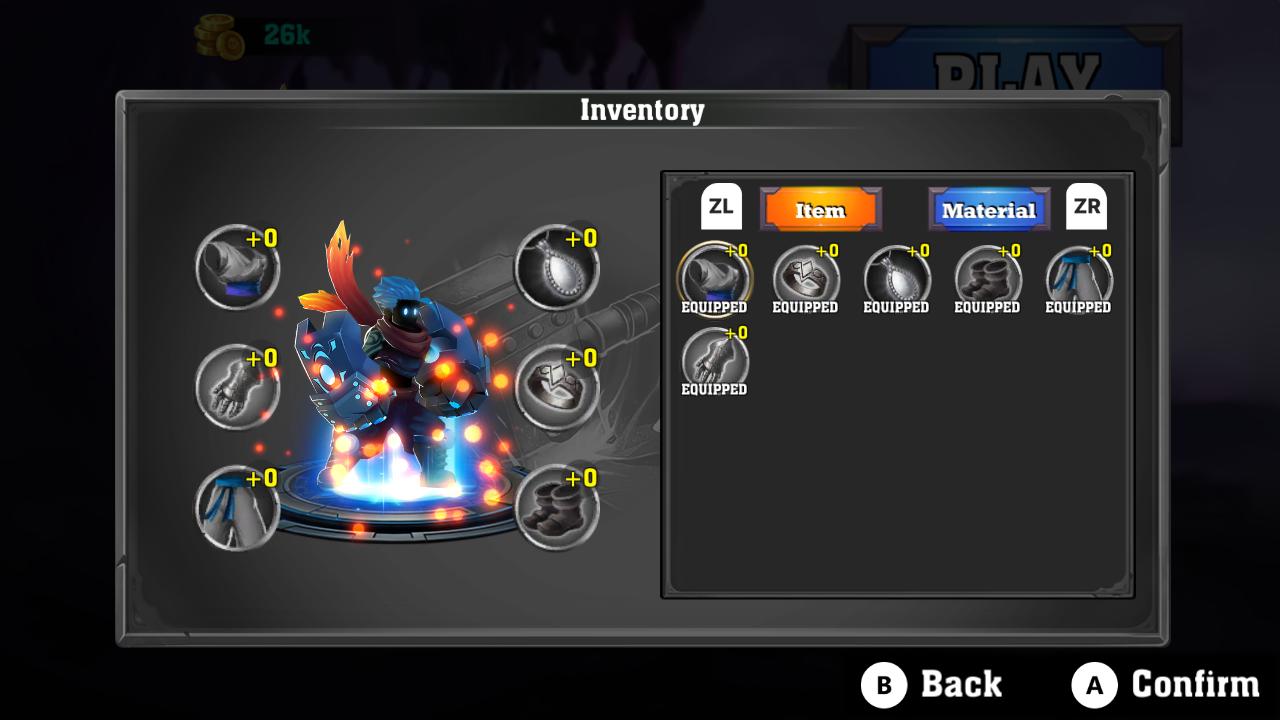 26k
PLAY
Inventory
ZL Item Material ZR
+0 +0
+0 +0 +0 +0 +0
EQUIPPED EQUIPPED EQUIPPED EQUIPPED EQUIPPED
+0 +0
+0
EQUIPPED
+0 +0
B Back A Confirm